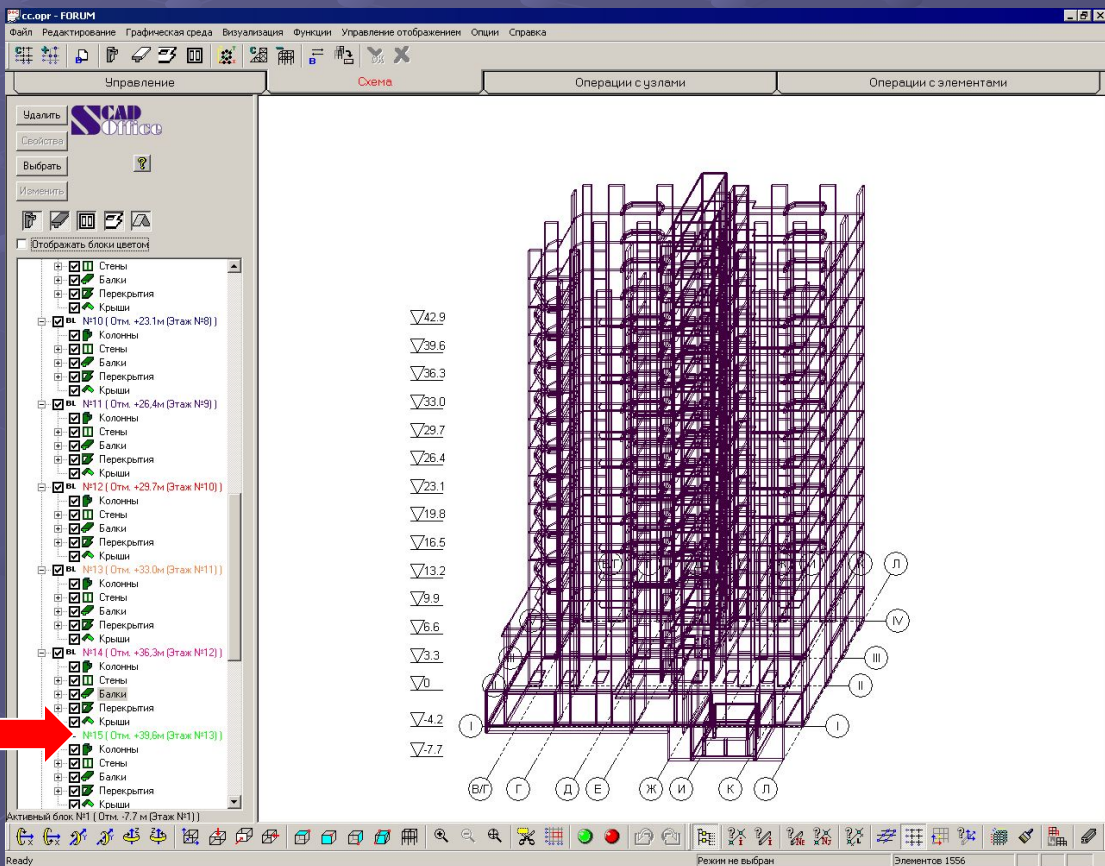 cc.opr - FORUM
Файл Редактирование Графическая среда Визуализация Функции Управление отображением Опции Справка
Управление Схема Операции с узлами Операции с элементами
Удалить
SCAD Office
Свойства
Выбрать
Изменить
Отображать блоки цветом
Стены
Балки
Перекрытия
Крыши
BL №10 ( Отм. +23.1м (Этаж №8) )
Колонны
Стены
Балки
Перекрытия
Крыши
BL №11 ( Отм. +26,4м (Этаж №9) )
Колонны
Стены
Балки
Перекрытия
Крыши
BL №12 ( Отм. +29.7м (Этаж №10) )
Колонны
Стены
Балки
Перекрытия
Крыши
BL №13 ( Отм. +33.0м (Этаж №11) )
Колонны
Стены
Балки
Перекрытия
Крыши
BL №14 ( Отм. +36,3м (Этаж №12) )
Колонны
Стены
Балки
Перекрытия
Крыши
№15 ( Отм. +39,6м (Этаж №13) )
Колонны
Стены
Балки
Перекрытия
Крыши
Активный блок №1 ( Отм. -7.7 м (Этаж №1) )
42.9
39.6
36.3
33.0
29.7
26.4
23.1
19.8
16.5
13.2
9.9
6.6
3.3
0
-4.2
-7.7
В/Г И К Л
IV
III III
II II
I I
В/Г Г Д Е Ж И К Л
Ready Режим не выбран Элементов 1556